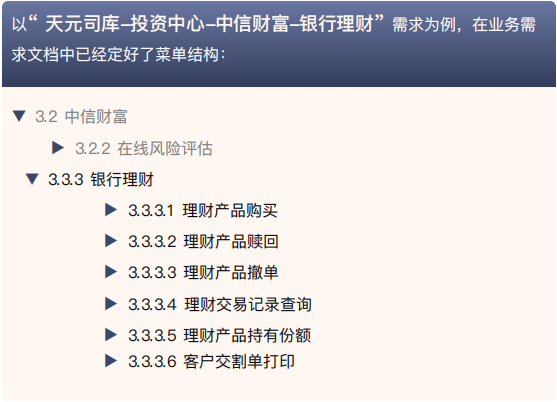 以“ 天元司库–投资中心–中信财富–银行理财”需求为例，在业务需
求文档中已经定好了菜单结构：
▼ 3.2 中信财富
▶ 3.2.2 在线风险评估
▼ 3.3.3 银行理财
▶ 3.3.3.1 理财产品购买
▶ 3.3.3.2 理财产品赎回
▶ 3.3.3.3 理财产品撤单
▶ 3.3.3.4 理财交易记录查询
▶ 3.3.3.5 理财产品持有份额
▶ 3.3.3.6 客户交割单打印